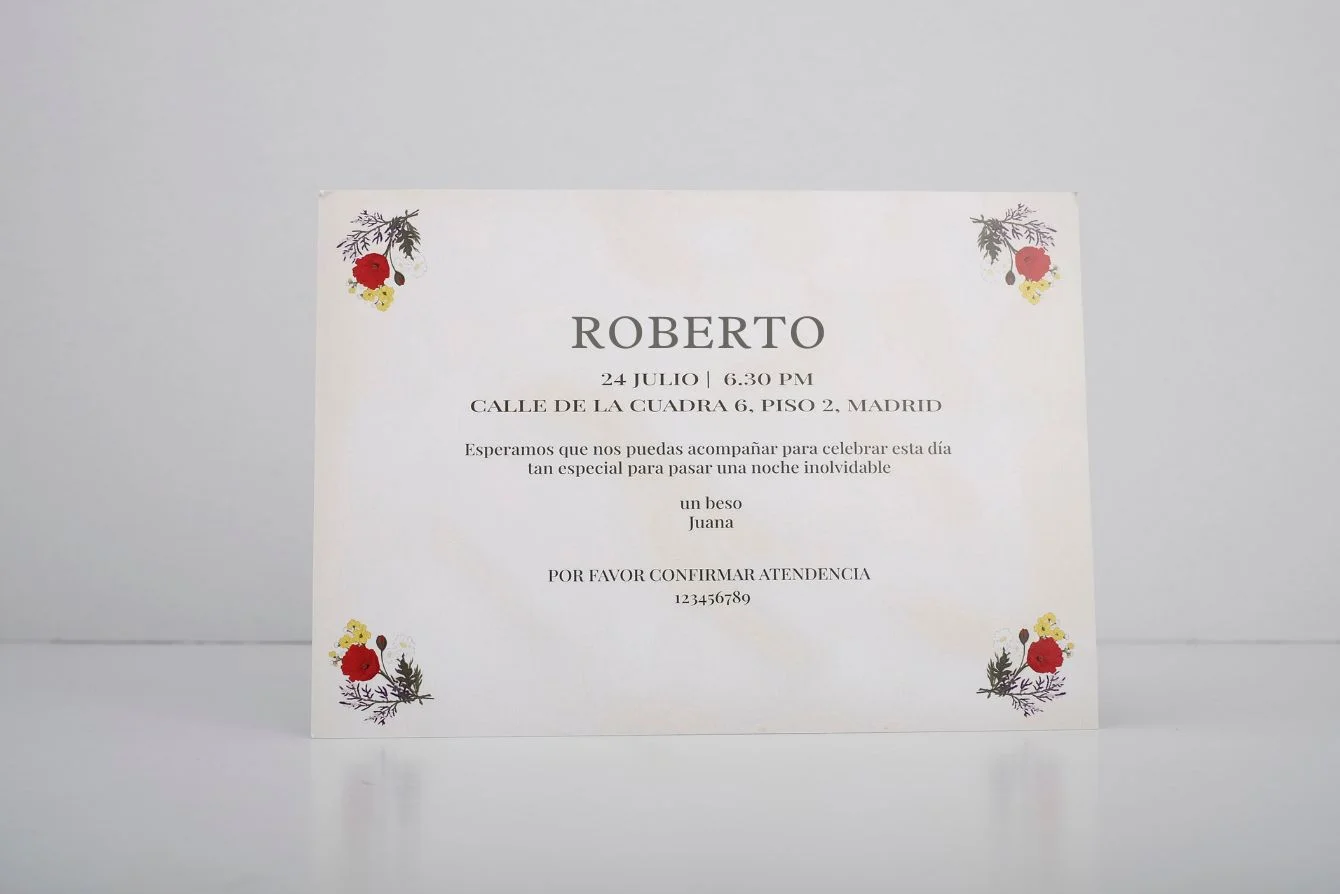 ROBERTO
24 JULIO | 6.30 PM
CALLE DE LA CUADRA 6, PISO 2, MADRID
Esperamos que nos puedas acompañar para celebrar esta día
tan especial para pasar una noche inolvidable
un beso
Juana
POR FAVOR CONFIRMAR ATENDENCIA
123456789